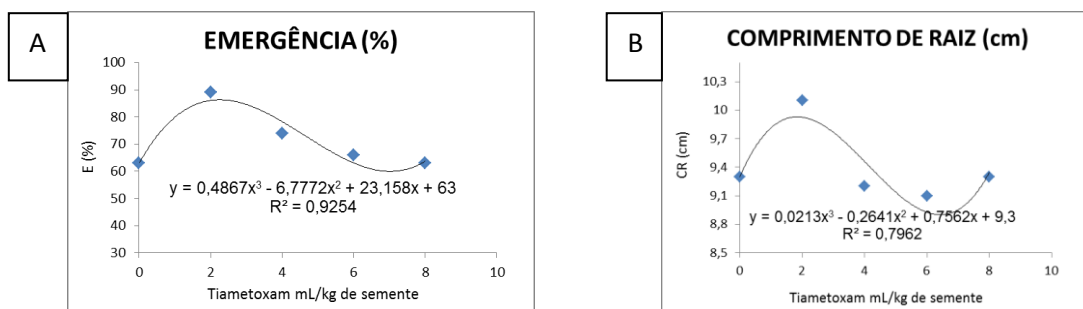 A
EMERGÊNCIA (%)
E (%)
100
90
80
70
60
50
40
30
y = 0,4867x³ - 6,7772x² + 23,158x + 63
R² = 0,9254
0 2 4 6 8 10
Tiametoxam mL/kg de semente
B
COMPRIMENTO DE RAIZ (cm)
CR (cm)
10,3
10
9,7
9,4
9,1
8,8
8,5
y = 0,0213x³ - 0,2641x² + 0,7562x + 9,3
R² = 0,7962
0 2 4 6 8 10
Tiametoxam mL/kg de semente